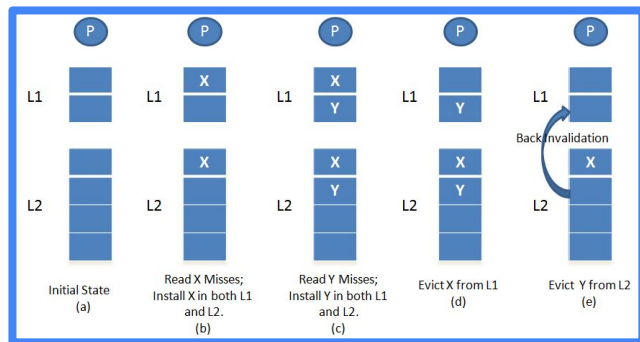 P P P P P
L1 L1 L1 L1 L1
X X
Y Y
Back Invalidation
L2 L2 L2 L2 L2
X X X X
Y Y
Initial State
(a)
Read X Misses;
Install X in both L1
and L2.
(b)
Read Y Misses;
Install Y in both L1
and L2.
(c)
Evict X from L1
(d)
Evict Y from L2
(e)